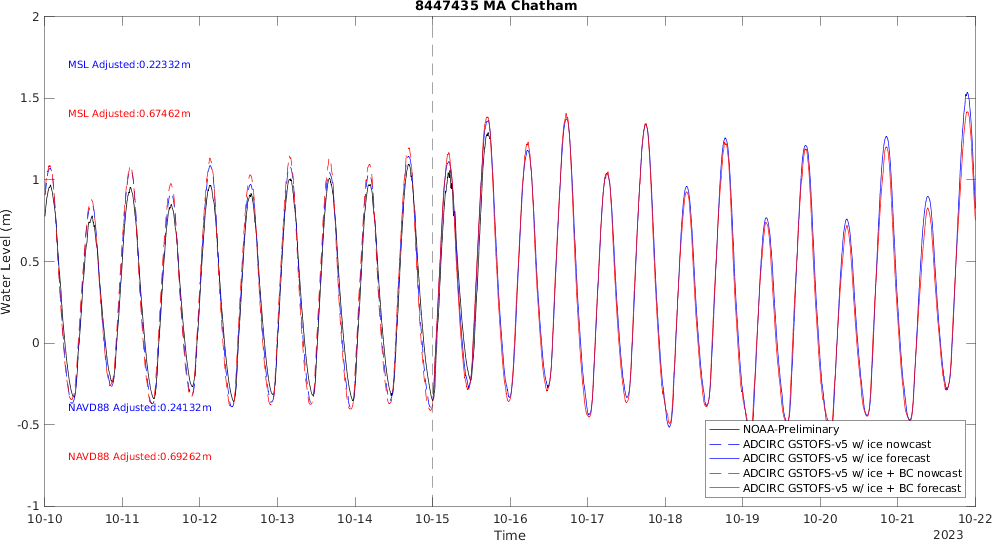 8447435 MA Chatham
2
1.5
1
0.5
0
-0.5
-1
Water Level (m)
MSL Adjusted:0.22332m
MSL Adjusted:0.67462m
NAVD88 Adjusted:0.24132m
NAVD88 Adjusted:0.69262m
NOAA-Preliminary
ADCIRC GSTOFS-v5 w/ ice nowcast
ADCIRC GSTOFS-v5 w/ ice forecast
ADCIRC GSTOFS-v5 w/ ice + BC nowcast
ADCIRC GSTOFS-v5 w/ ice + BC forecast
10-10 10-11 10-12 10-13 10-14 10-15 10-16 10-17 10-18 10-19 10-20 10-21 10-22
Time
2023